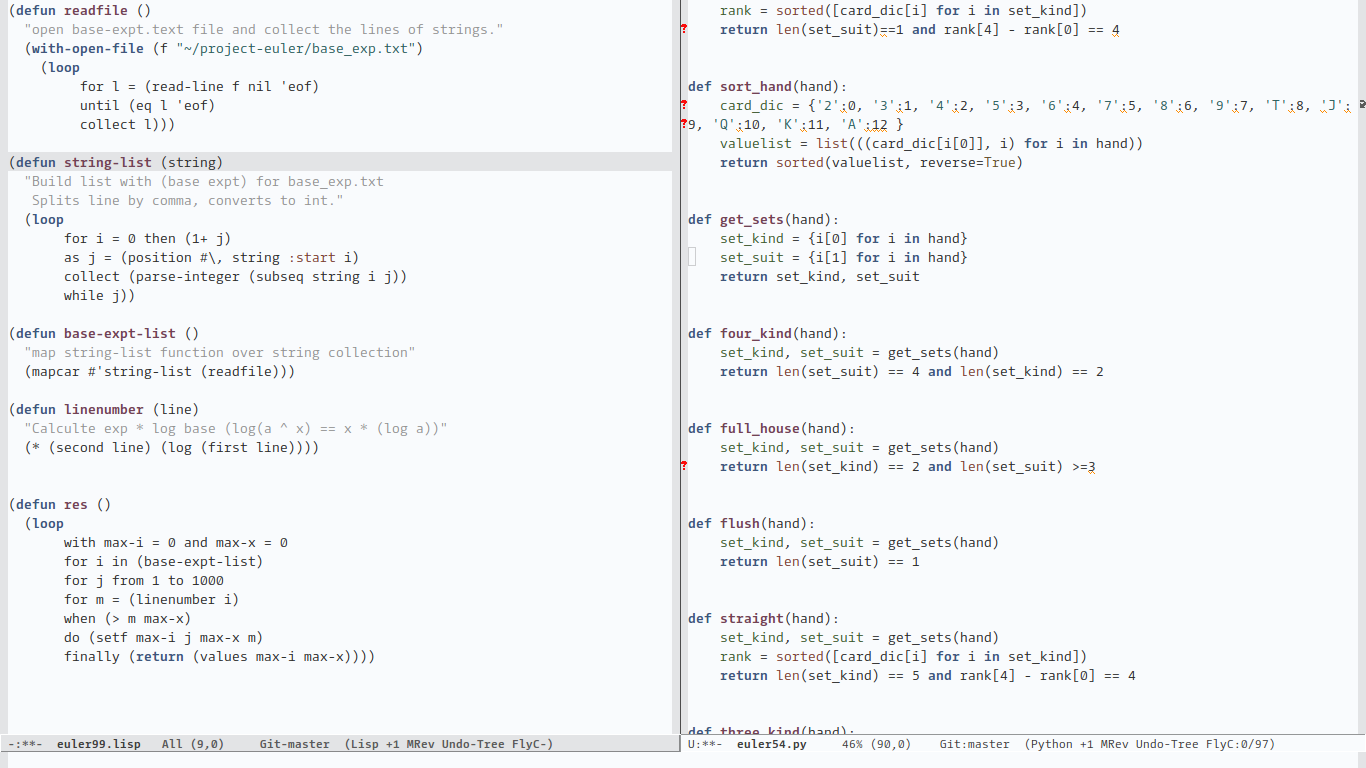 (defun readfile ()
  "open base-expt.text file and collect the lines of strings."
  (with-open-file (f "~/project-euler/base_exp.txt")
    (loop
         for l = (read-line f nil 'eof)
         until (eq l 'eof)
         collect l)))

(defun string-list (string)
  "Build list with (base expt) for base_exp.txt
   Splits line by comma, converts to int."
  (loop
       for i = 0 then (1+ j)
       as j = (position #\, string :start i)
       collect (parse-integer (subseq string i j))
       while j))

(defun base-expt-list ()
  "map string-list function over string collection"
  (mapcar #'string-list (readfile)))

(defun linenumber (line)
  "Calculte exp * log base (log(a ^ x) == x * (log a))"
  (* (second line) (log (first line))))

(defun res ()
  (loop
       with max-i = 0 and max-x = 0
       for i in (base-expt-list)
       for j from 1 to 1000
       for m = (linenumber i)
       when (> m max-x)
       do (setf max-i j max-x m)
       finally (return (values max-i max-x))))
-:**-  euler99.lisp   All (9,0)    Git-master  (Lisp +1 MRev Undo-Tree FlyC-)
    rank = sorted([card_dic[i] for i in set_kind])
?   return len(set_suit)==1 and rank[4] - rank[0] == 4

def sort_hand(hand):
?   card_dic = {'2':0, '3':1, '4':2, '5':3, '6':4, '7':5, '8':6, '9':7, 'T':8, 'J':
?9, 'Q':10, 'K':11, 'A':12 }
    valuelist = list(((card_dic[i[0]], i) for i in hand))
    return sorted(valuelist, reverse=True)

def get_sets(hand):
    set_kind = {i[0] for i in hand}
    set_suit = {i[1] for i in hand}
    return set_kind, set_suit

def four_kind(hand):
    set_kind, set_suit = get_sets(hand)
    return len(set_suit) == 4 and len(set_kind) == 2

def full_house(hand):
    set_kind, set_suit = get_sets(hand)
?   return len(set_kind) == 2 and len(set_suit) >=3

def flush(hand):
    set_kind, set_suit = get_sets(hand)
    return len(set_suit) == 1

def straight(hand):
    set_kind, set_suit = get_sets(hand)
    rank = sorted([card_dic[i] for i in set_kind])
    return len(set_kind) == 5 and rank[4] - rank[0] == 4

def three_kind(hand):
U:**-  euler54.py    46% (90,0)    Git:master  (Python +1 MRev Undo-Tree FlyC:0/97)